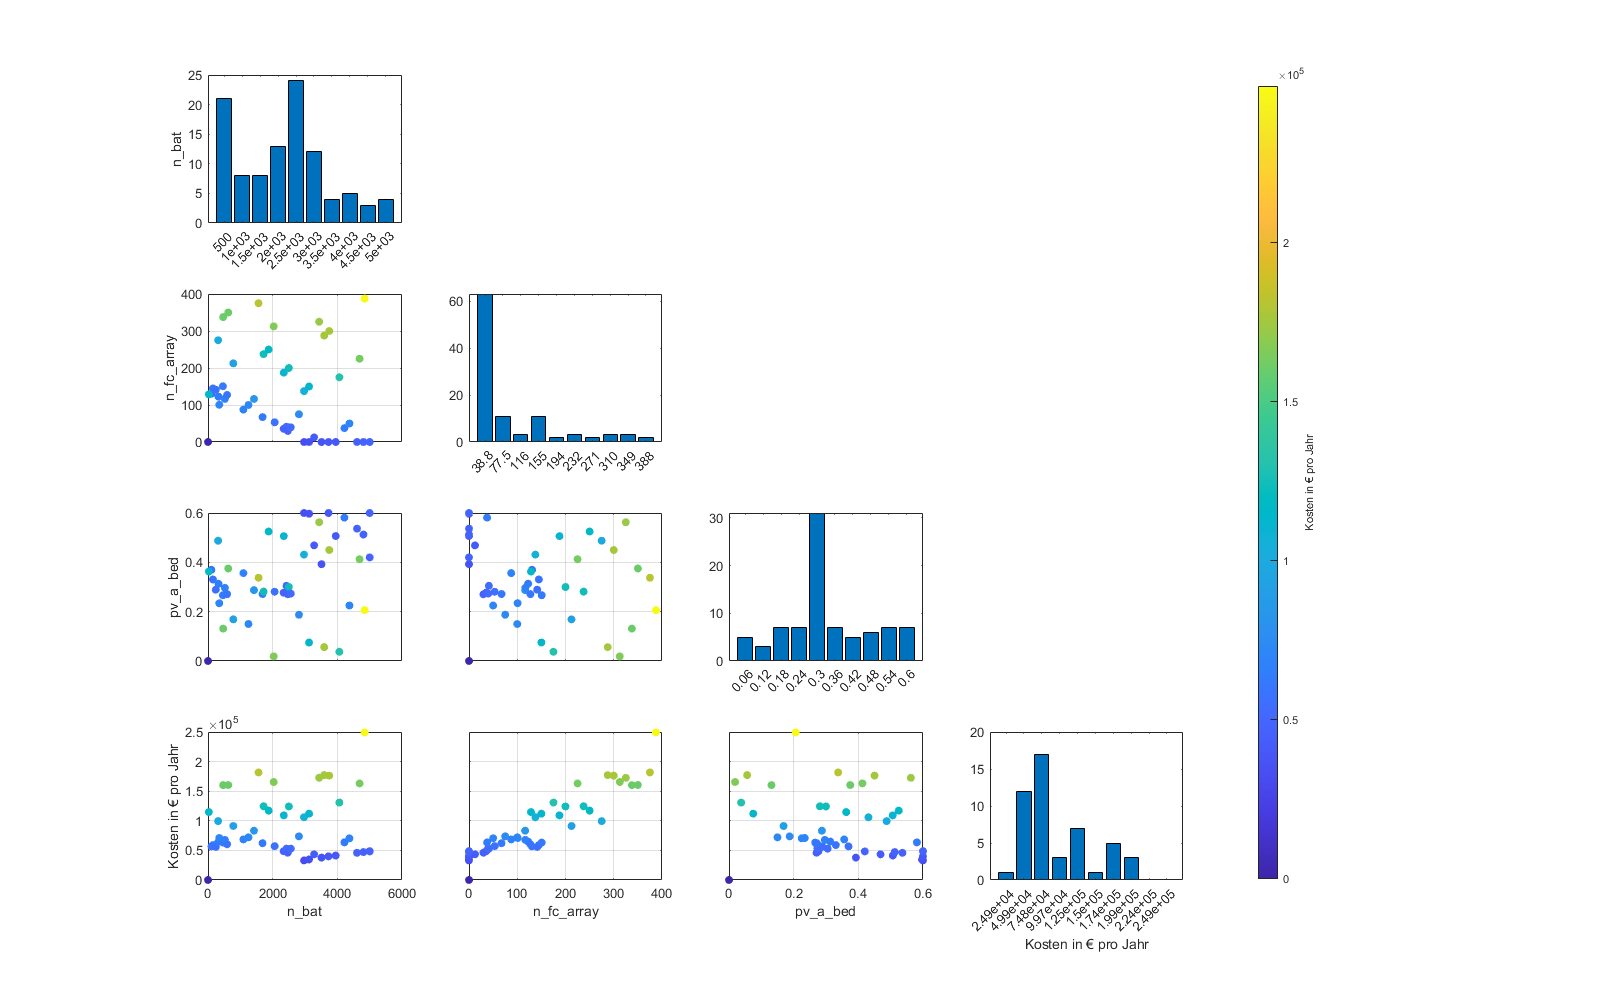 n_bat
25
20
15
10
5
0
500
1e+03
1.5e+03
2e+03
2.5e+03
3e+03
3.5e+03
4e+03
4.5e+03
5e+03
n_fc_array
400
300
200
100
0
60
40
20
0
38.8
77.5
116
155
194
232
271
310
349
388
pv_a_bed
0.6
0.4
0.2
0
30
20
10
0
0.06
0.12
0.18
0.24
0.3
0.36
0.42
0.48
0.54
0.6
Kosten in € pro Jahr
×10⁵
2.5
2
1.5
1
0.5
0
0 2000 4000 6000
n_bat
0 100 200 300 400
n_fc_array
0 0.2 0.4 0.6
pv_a_bed
20
15
10
5
0
2.49e+04
4.99e+04
7.48e+04
9.97e+04
1.25e+05
1.5e+05
1.74e+05
1.99e+05
2.24e+05
2.49e+05
Kosten in € pro Jahr
×10⁵
2
1.5
1
0.5
0
Kosten in € pro Jahr